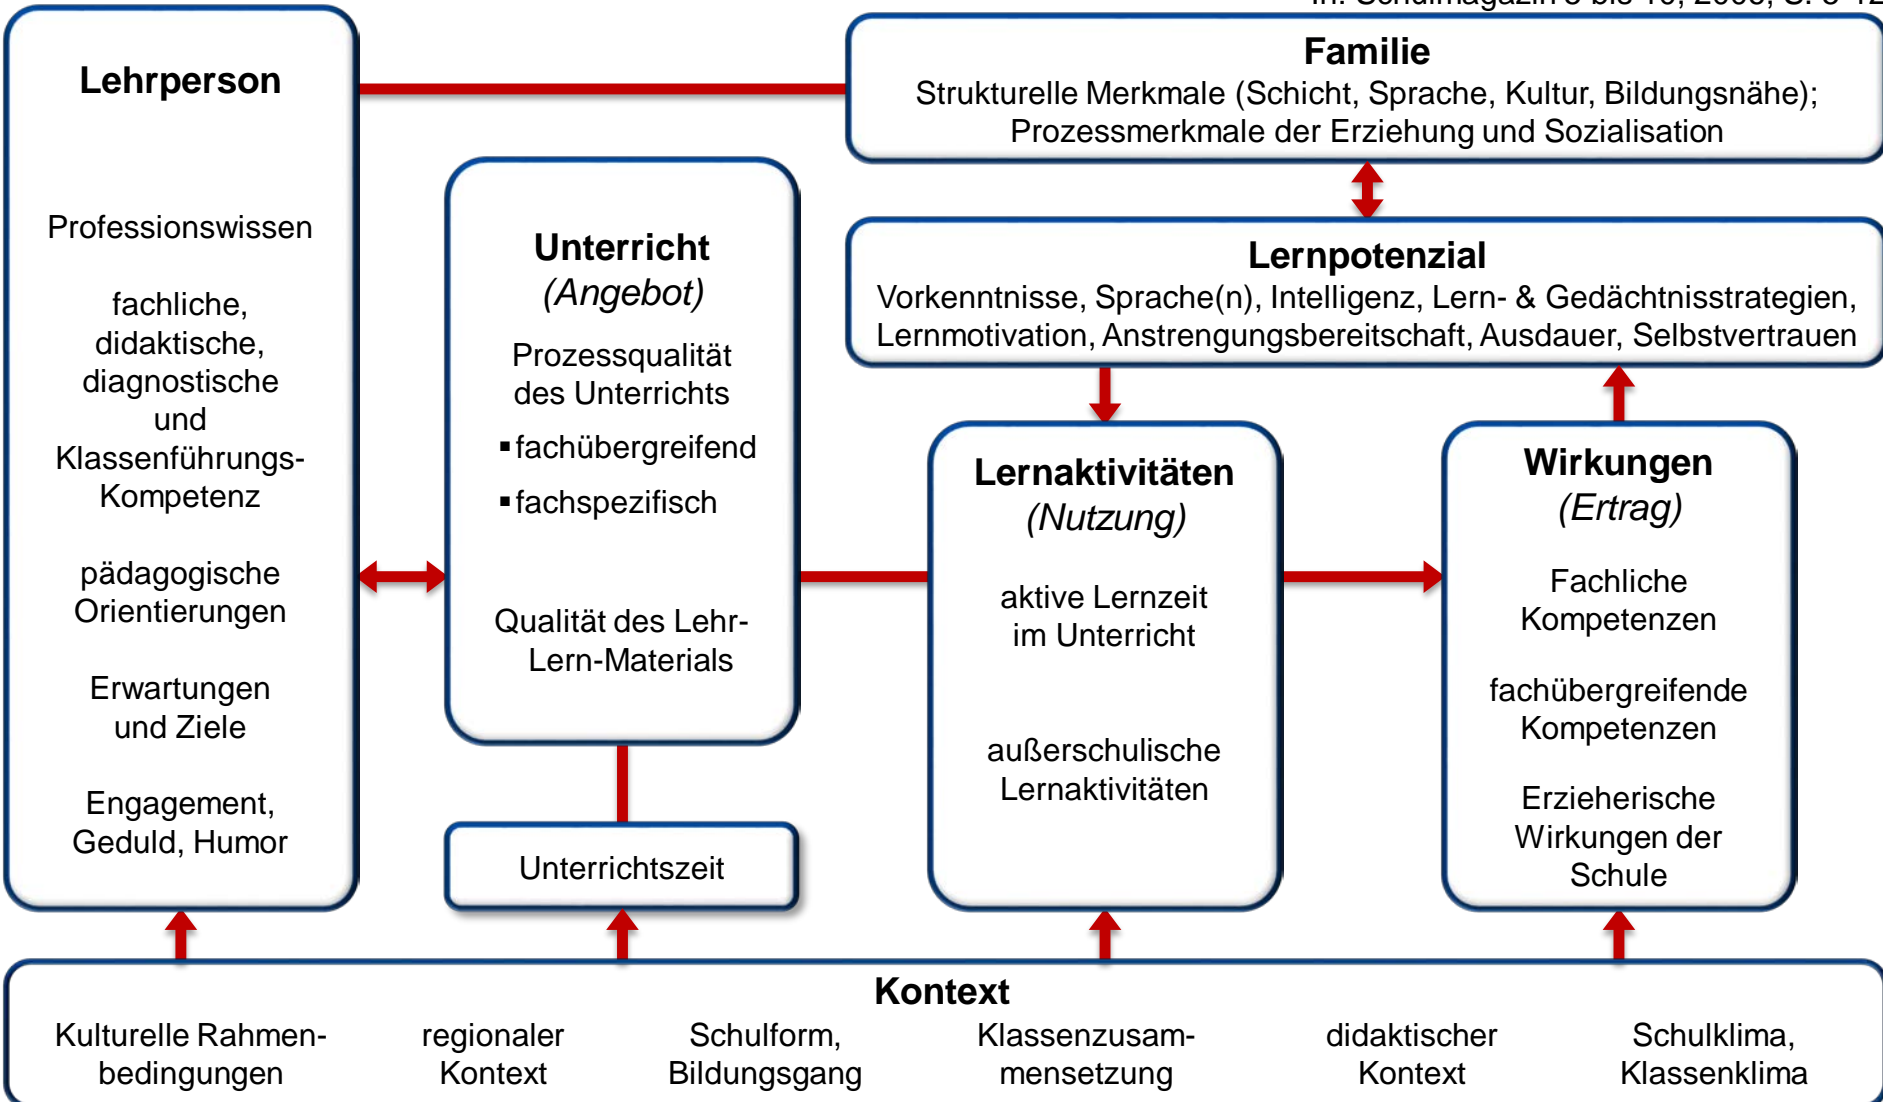 Lehrperson
Professionswissen
fachliche,
didaktische,
diagnostische
und
Klassenführungs-
Kompetenz
pädagogische
Orientierungen
Erwartungen
und Ziele
Engagement,
Geduld, Humor
Familie
Strukturelle Merkmale (Schicht, Sprache, Kultur, Bildungsnähe);
Prozessmerkmale der Erziehung und Sozialisation
Unterricht
(Angebot)
Prozessqualität
des Unterrichts
▪fachübergreifend
▪fachspezifisch
Qualität des Lehr-
Lern-Materials
Unterrichtszeit
Lernpotenzial
Vorkenntnisse, Sprache(n), Intelligenz, Lern- & Gedächtnisstrategien,
Lernmotivation, Anstrengungsbereitschaft, Ausdauer, Selbstvertrauen
Lernaktivitäten
(Nutzung)
aktive Lernzeit
im Unterricht
außerschulische
Lernaktivitäten
Wirkungen
(Ertrag)
Fachliche
Kompetenzen
fachübergreifende
Kompetenzen
Erzieherische
Wirkungen der
Schule
Kontext
Kulturelle Rahmen-
bedingungen
regionaler
Kontext
Schulform,
Bildungsgang
Klassenzusam-
mensetzung
didaktischer
Kontext
Schulklima,
Klassenklima